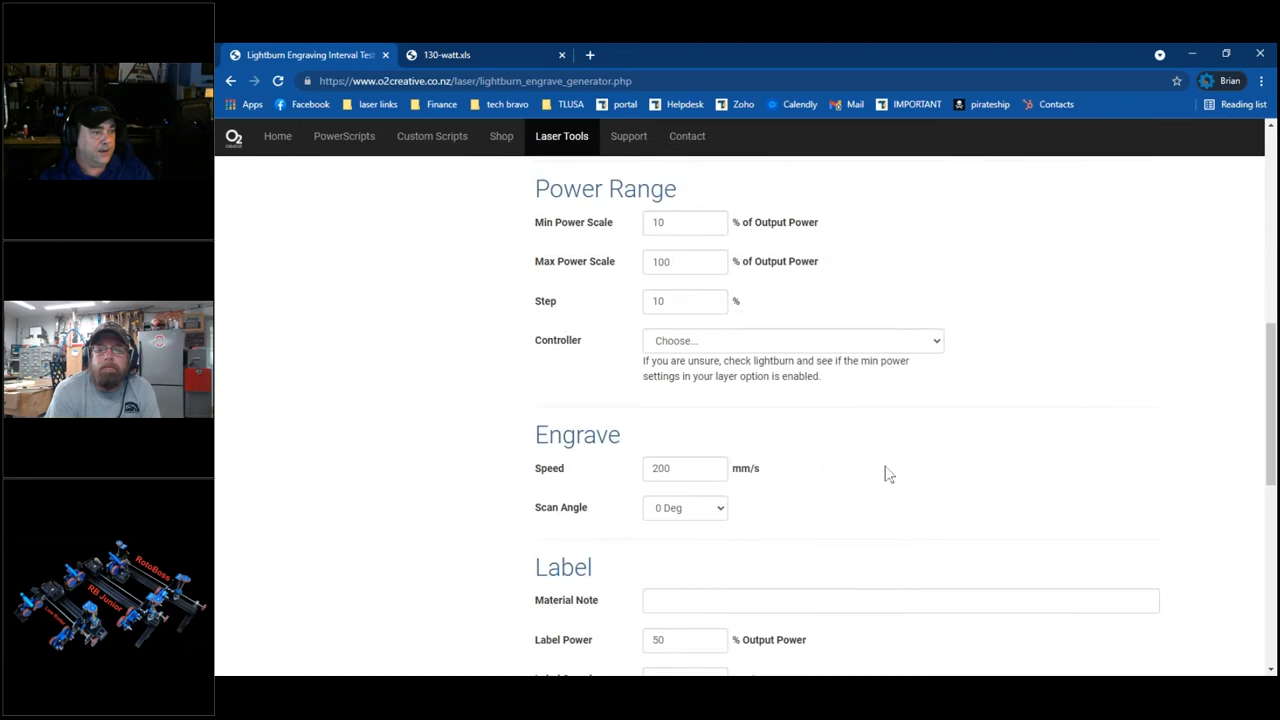 Lightburn Engraving Interval Tes
130-watt.xls
https://www.o2creative.co.nz/laser/lightburn_engrave_generator.php
Brian
Apps
Facebook
laser links
Finance
tech bravo
TLUSA
portal
Helpdesk
Zoho
Calendly
Mail
IMPORTANT
pirateship
Contacts
Reading list
O2
Home
PowerScripts
Custom Scripts
Shop
Laser Tools
Support
Contact
Power Range
Min Power Scale 10 % of Output Power
Max Power Scale 100 % of Output Power
Step 10 %
Controller Choose...
If you are unsure, check lightburn and see if the min power
settings in your layer option is enabled.
Engrave
Speed 200 mm/s
Scan Angle 0 Deg
Label
Material Note
Label Power 50 % Output Power
RotoBoss
RB Junior